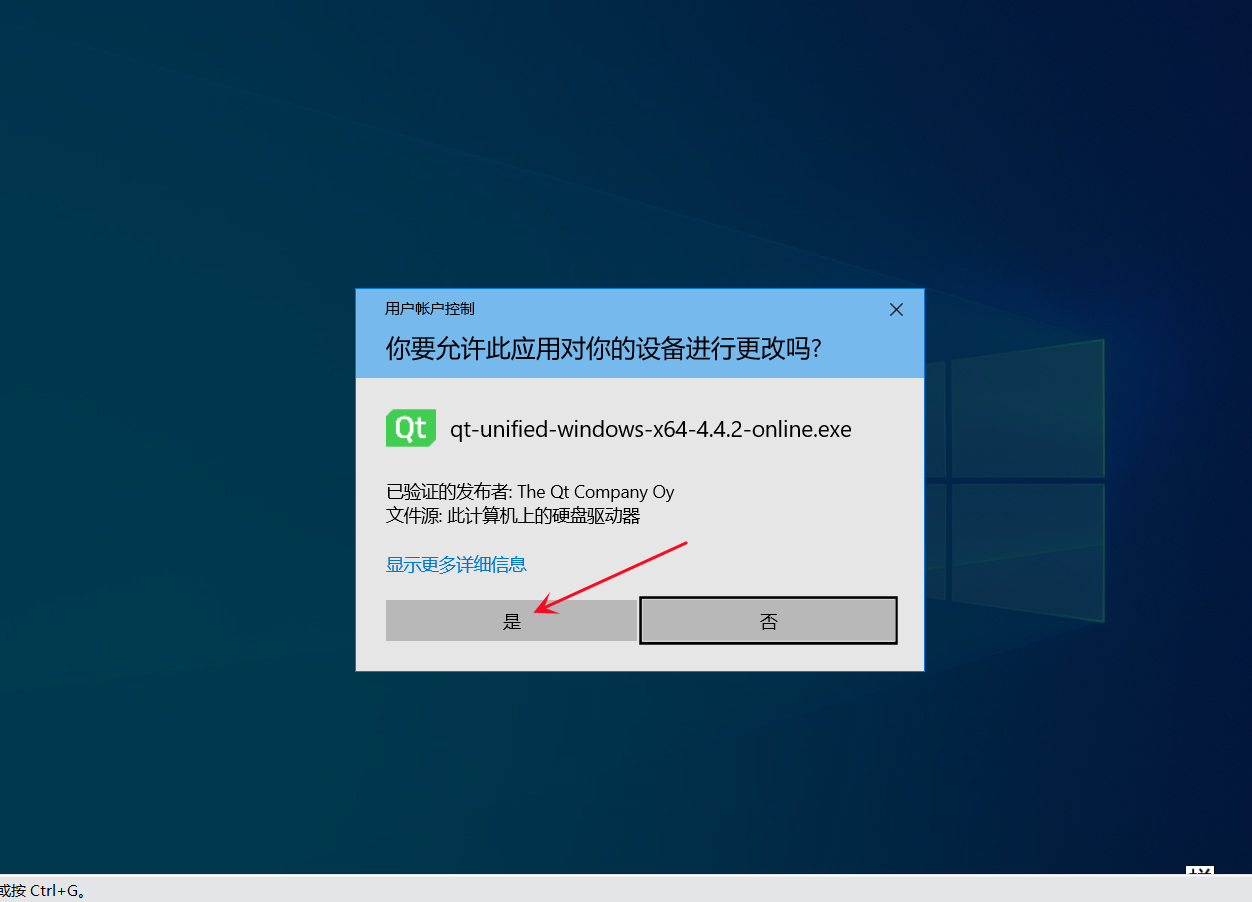 用户帐户控制
你要允许此应用对你的设备进行更改吗?
Qt
qt-unified-windows-x64-4.4.2-online.exe
已验证的发布者: The Qt Company Oy
文件源: 此计算机上的硬盘驱动器
显示更多详细信息
是
否
或按 Ctrl+G。